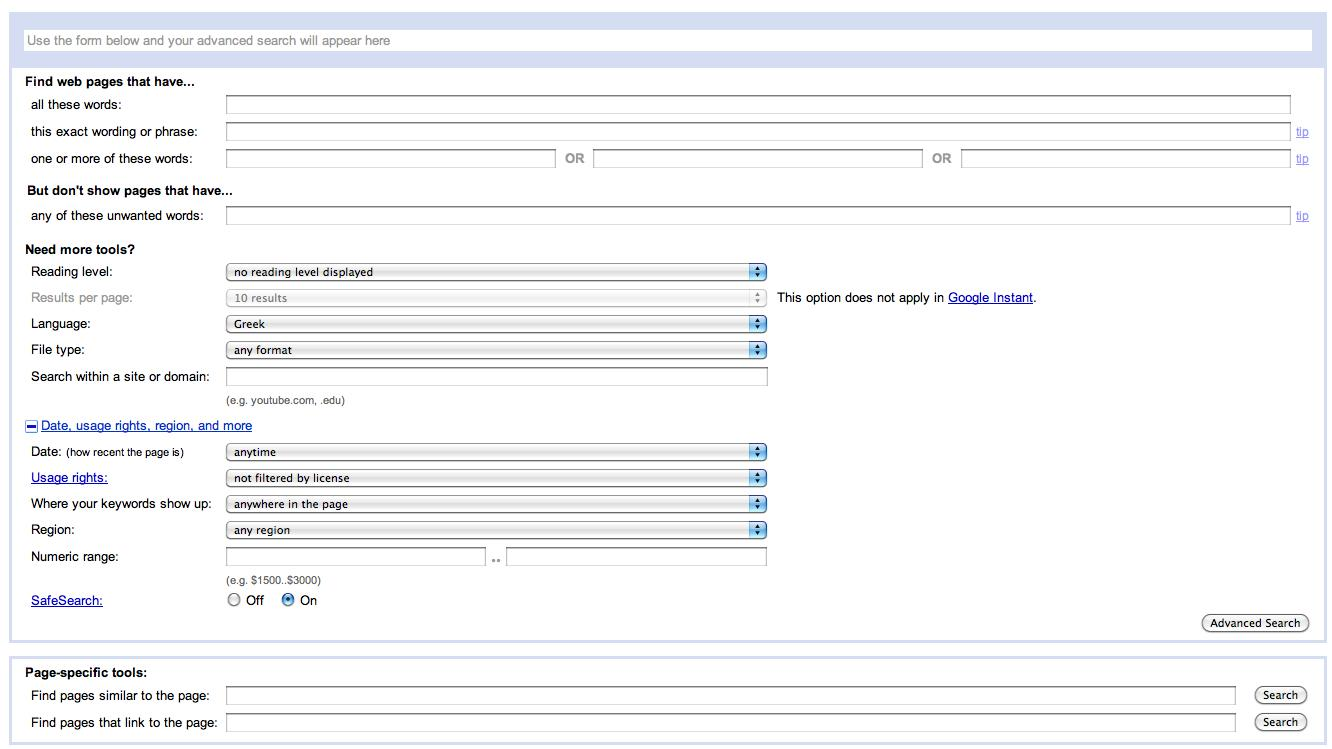 Use the form below and your advanced search will appear here
Find web pages that have...
all these words:
this exact wording or phrase: tip
one or more of these words: OR OR tip
But don't show pages that have...
any of these unwanted words: tip
Need more tools?
Reading level: no reading level displayed
Results per page: 10 results This option does not apply in Google Instant.
Language: Greek
File type: any format
Search within a site or domain:
(e.g. youtube.com, .edu)
Date, usage rights, region, and more
Date: (how recent the page is) anytime
Usage rights: not filtered by license
Where your keywords show up: anywhere in the page
Region: any region
Numeric range: ..
(e.g. $1500..$3000)
SafeSearch: Off On
Advanced Search
Page-specific tools:
Find pages similar to the page: Search
Find pages that link to the page: Search